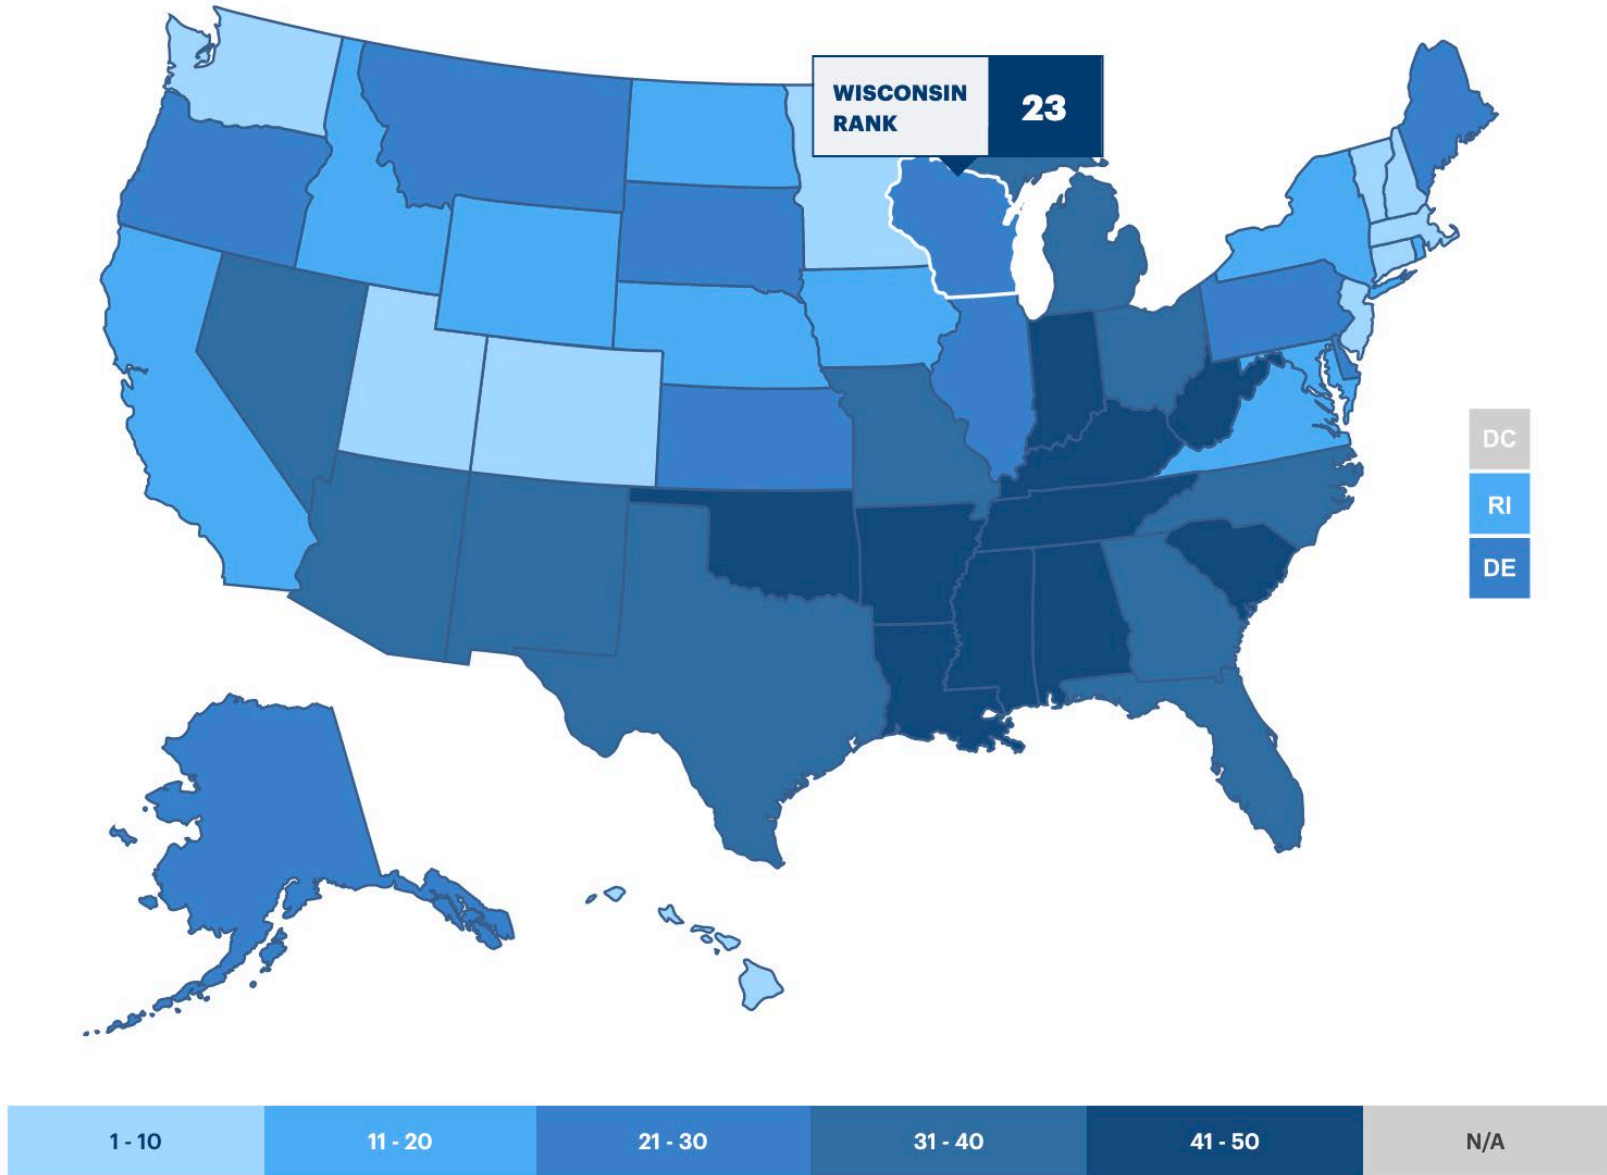 WISCONSIN
RANK
23
DC
RI
DE
1 - 10
11 - 20
21 - 30
31 - 40
41 - 50
N/A